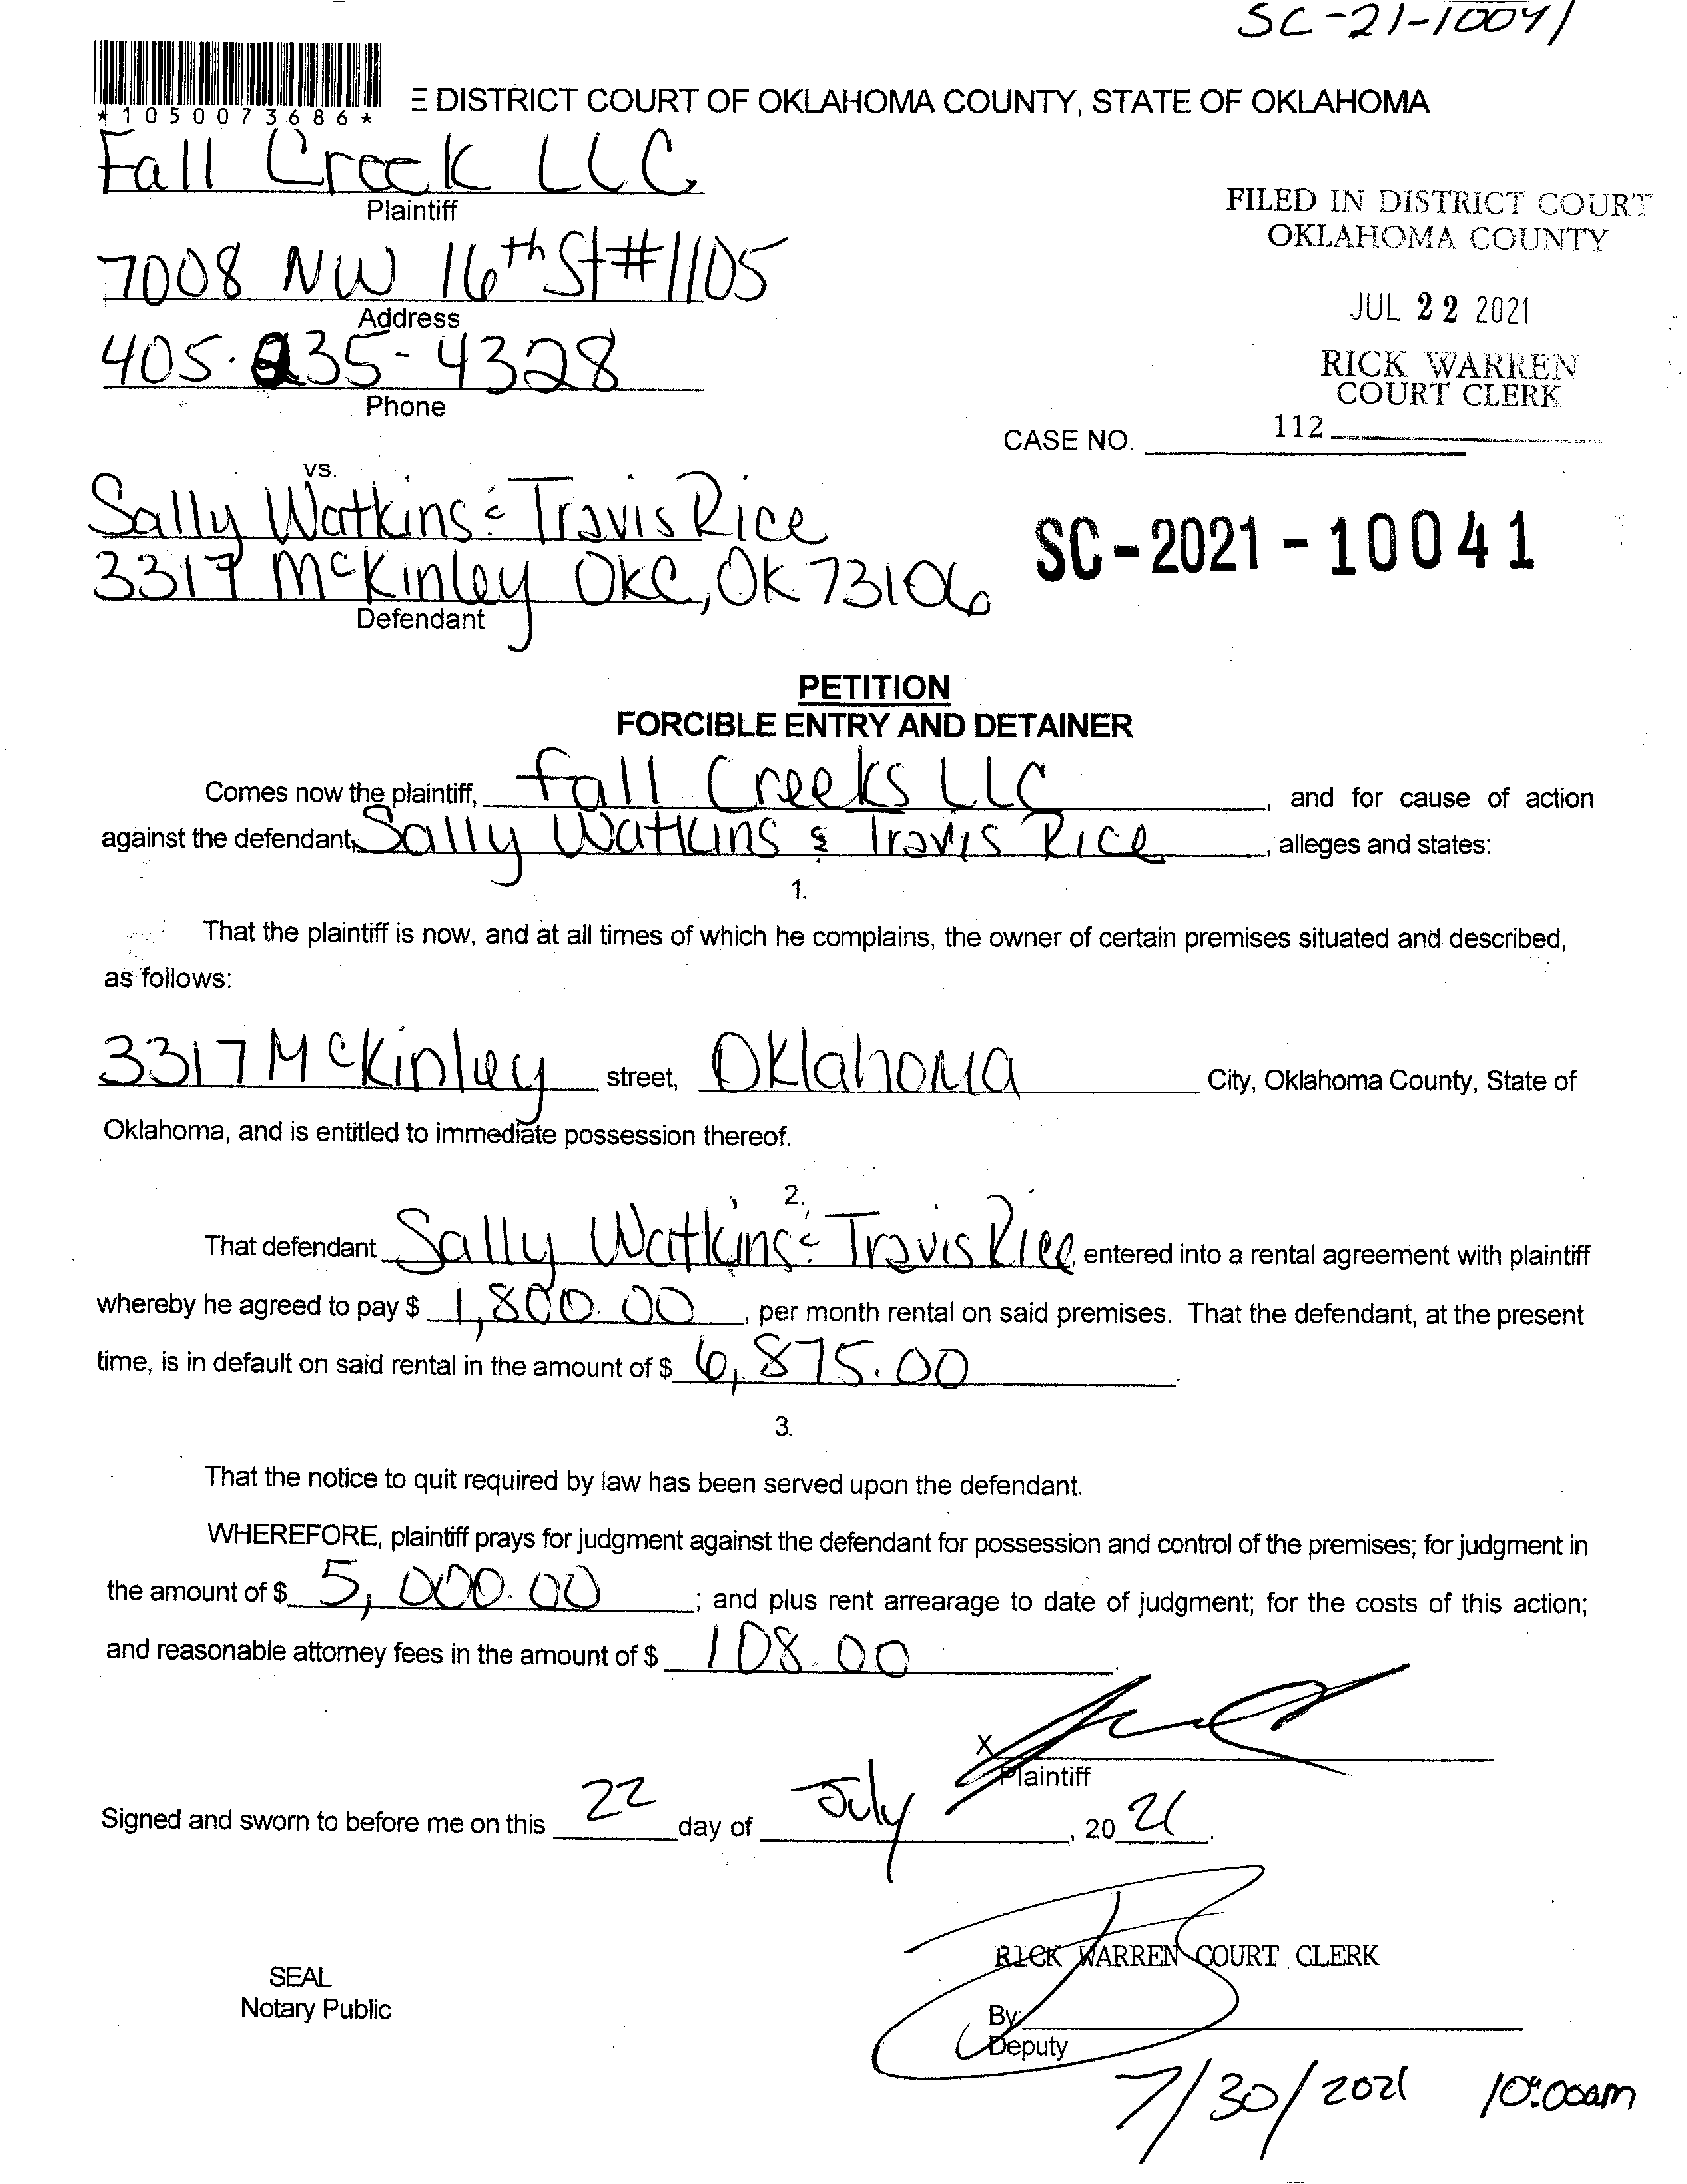 SC-21-10041
*1050073686*
E DISTRICT COURT OF OKLAHOMA COUNTY, STATE OF OKLAHOMA
Fall Creek LLC
Plaintiff
FILED IN DISTRICT COURT
OKLAHOMA COUNTY
7008 NW 16th St #1105
Address
JUL 22 2021
405-235-4328
Phone
RICK WARREN
COURT CLERK
CASE NO. 112
vs.
Sally Watkins & Travis Rice
3317 McKinley OKC, OK 73106
Defendant
SC-2021-10041
PETITION
FORCIBLE ENTRY AND DETAINER
Comes now the plaintiff, Fall Creeks LLC, and for cause of action
against the defendant, Sally Watkins & Travis Rice, alleges and states:
1.
That the plaintiff is now, and at all times of which he complains, the owner of certain premises situated and described,
as follows:
3317 McKinley street, Oklahoma City, Oklahoma County, State of
Oklahoma, and is entitled to immediate possession thereof.
2.
That defendant Sally Watkins & Travis Rice, entered into a rental agreement with plaintiff
whereby he agreed to pay $ 1,800.00, per month rental on said premises. That the defendant, at the present
time, is in default on said rental in the amount of $ 6,875.00.
3.
That the notice to quit required by law has been served upon the defendant.
WHEREFORE, plaintiff prays for judgment against the defendant for possession and control of the premises; for judgment in
the amount of $ 5,000.00; and plus rent arrearage to date of judgment; for the costs of this action;
and reasonable attorney fees in the amount of $ 108.00
X
Plaintiff
Signed and sworn to before me on this 22 day of July, 2021.
RICK WARREN COURT CLERK
SEAL
Notary Public
By:
Deputy
7/30/2021 10:00am